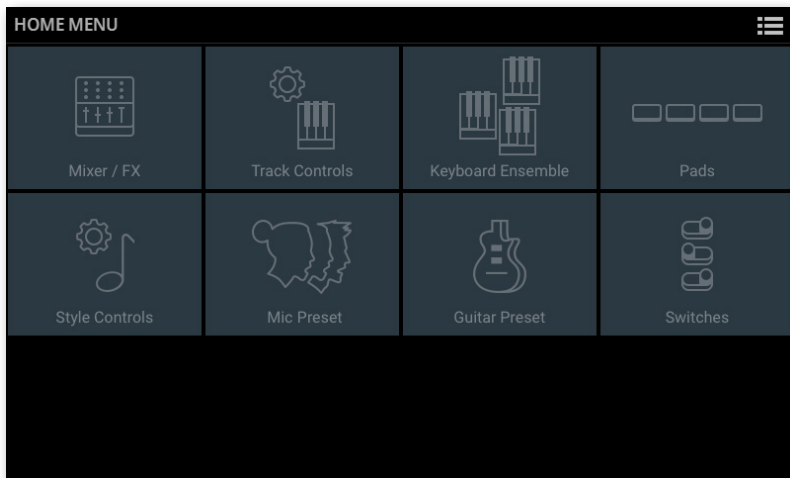 HOME MENU
Mixer / FX
Track Controls
Keyboard Ensemble
Pads
Style Controls
Mic Preset
Guitar Preset
Switches